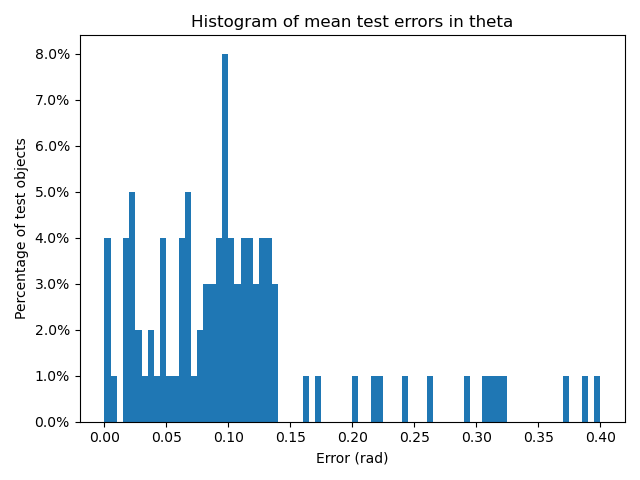 Histogram of mean test errors in theta
8.0%
7.0%
6.0%
5.0%
4.0%
3.0%
2.0%
1.0%
0.0%
Percentage of test objects
0.00 0.05 0.10 0.15 0.20 0.25 0.30 0.35 0.40
Error (rad)